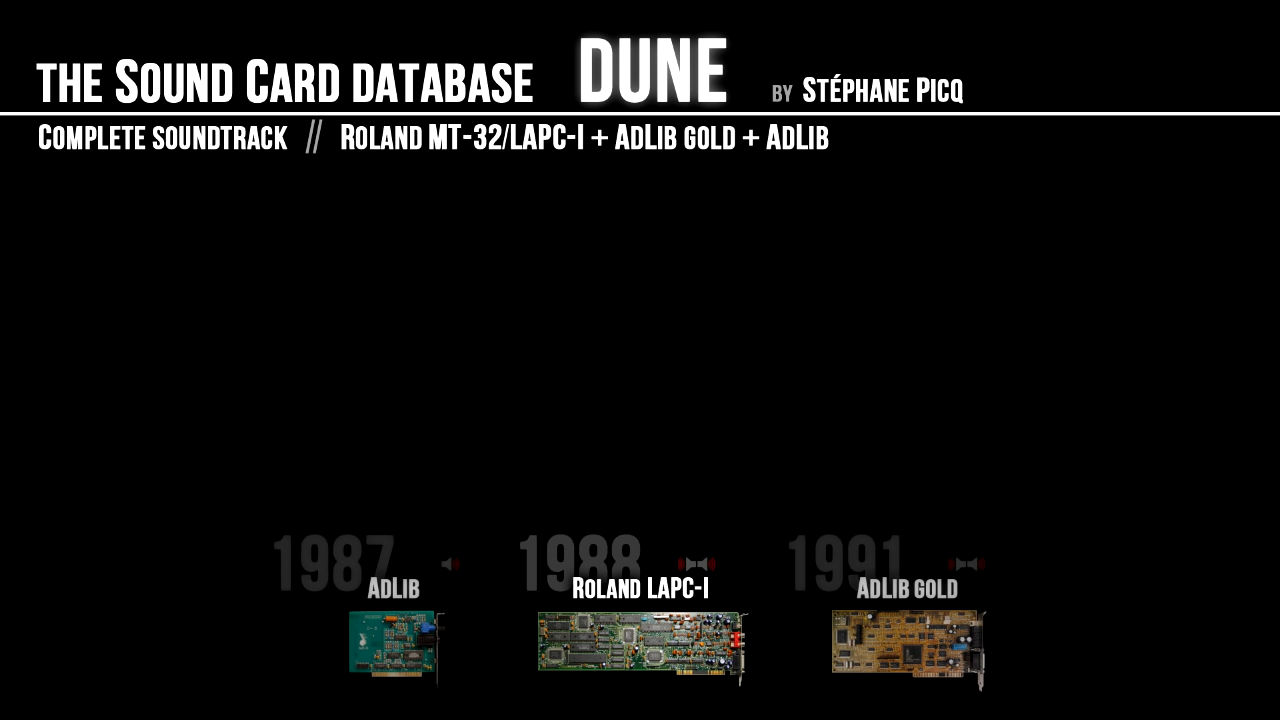 THE SOUND CARD DATABASE DUNE BY STÉPHANE PICQ
COMPLETE SOUNDTRACK // ROLAND MT-32/LAPC-I + ADLIB GOLD + ADLIB
1987 1988 1991
ADLIB ROLAND LAPC-I ADLIB GOLD